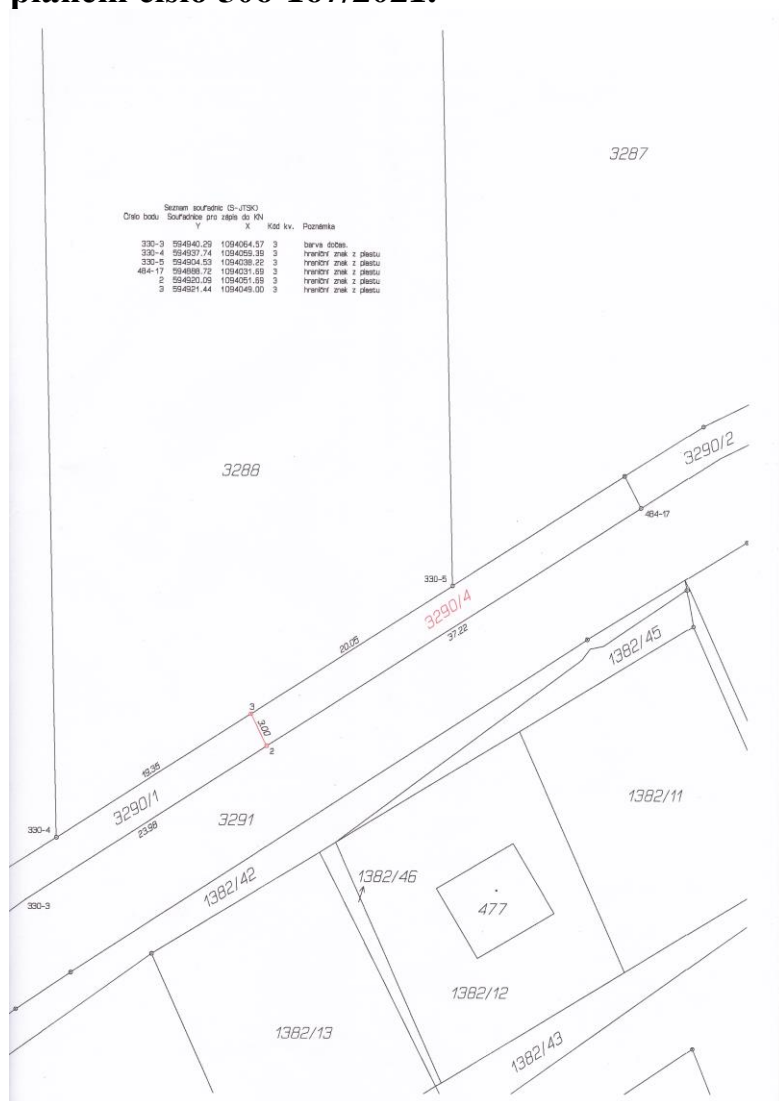 plánem číslo 506-167/2021.
3287
Seznam souřadnic (S-JTSK)
Číslo bodu Souřadnice pro zápis do KN
Y X Kód kv. Poznámka
330-3 594940.29 1094064.57 3 barva dočas.
330-4 594937.74 1094059.39 3 hraniční znak z plastu
330-5 594904.53 1094038.22 3 hraniční znak z plastu
484-17 594888.72 1094031.69 3 hraniční znak z plastu
2 594920.09 1094051.69 3 hraniční znak z plastu
3 594921.44 1094049.00 3 hraniční znak z plastu
3290/2
3288
484-17
330-5
3290/4
37.22
20.05
1382/45
3
3.00
2
19.35
3290/1
1382/11
3291
330-4
23.98
1382/46
1382/42
330-3
477
1382/12
1382/13
1382/43